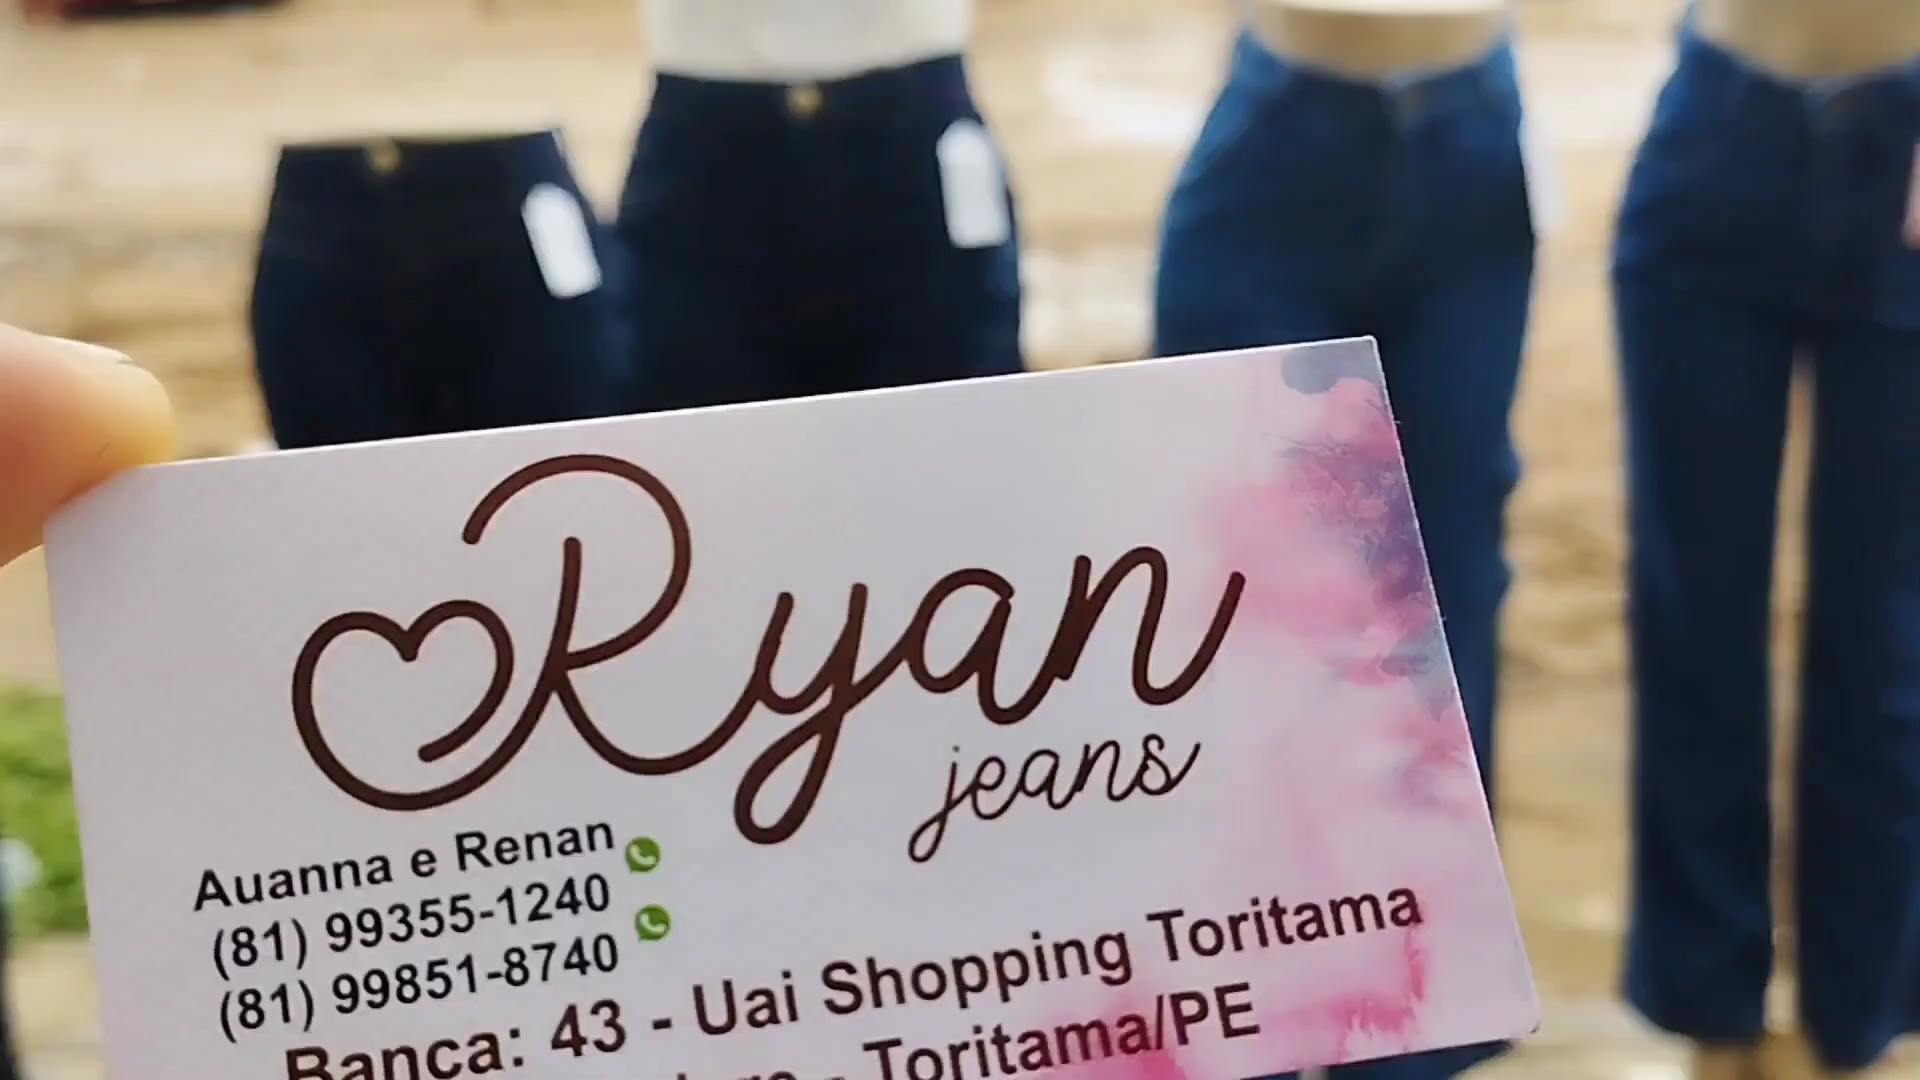 Ryan
jeans
Auanna e Renan
(81) 99355-1240
(81) 99851-8740
Banca: 43 - Uai Shopping Toritama
- Toritama/PE